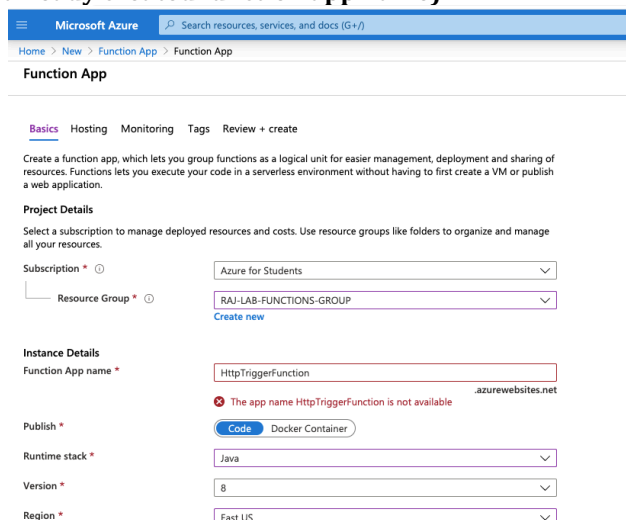 Microsoft Azure
Search resources, services, and docs (G+/)
Home > New > Function App > Function App
Function App
Basics Hosting Monitoring Tags Review + create
Create a function app, which lets you group functions as a logical unit for easier management, deployment and sharing of
resources. Functions lets you execute your code in a serverless environment without having to first create a VM or publish
a web application.
Project Details
Select a subscription to manage deployed resources and costs. Use resource groups like folders to organize and manage
all your resources.
Subscription * Azure for Students
Resource Group * RAJ-LAB-FUNCTIONS-GROUP
Create new
Instance Details
Function App name * HttpTriggerFunction
.azurewebsites.net
The app name HttpTriggerFunction is not available
Publish * Code Docker Container
Runtime stack * Java
Version * 8
Region * East US